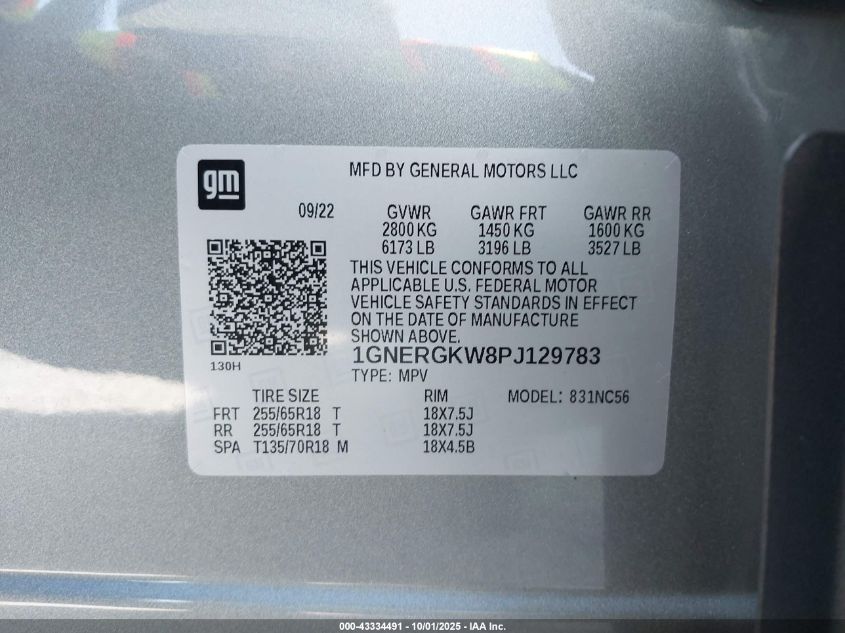 gm
MFD BY GENERAL MOTORS LLC
09/22 GVWR GAWR FRT GAWR RR
2800 KG 1450 KG 1600 KG
6173 LB 3196 LB 3527 LB
THIS VEHICLE CONFORMS TO ALL
APPLICABLE U.S. FEDERAL MOTOR
VEHICLE SAFETY STANDARDS IN EFFECT
ON THE DATE OF MANUFACTURE
SHOWN ABOVE.
130H
1GNERGKW8PJ129783
TYPE: MPV
TIRE SIZE RIM MODEL: 831NC56
FRT 255/65R18 T 18X7.5J
RR 255/65R18 T 18X7.5J
SPA T135/70R18 M 18X4.5B
000-43334491 - 10/01/2025 - IAA Inc.